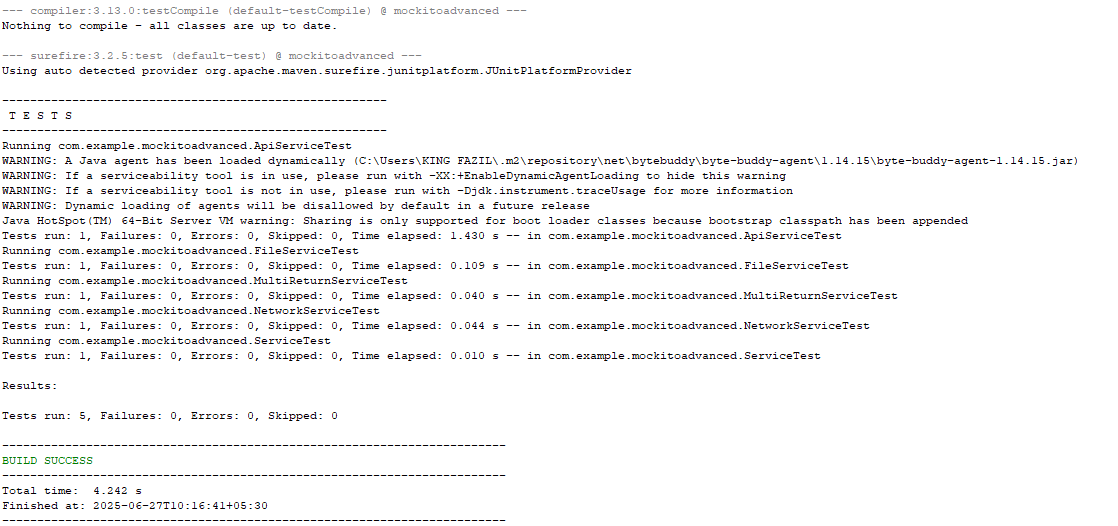 --- compiler:3.13.0:testCompile (default-testCompile) @ mockitoadvanced ---
Nothing to compile - all classes are up to date.
--- surefire:3.2.5:test (default-test) @ mockitoadvanced ---
Using auto detected provider org.apache.maven.surefire.junitplatform.JUnitPlatformProvider
-------------------------------------------------------
 T E S T S
-------------------------------------------------------
Running com.example.mockitoadvanced.ApiServiceTest
WARNING: A Java agent has been loaded dynamically (C:\Users\KING FAZIL\.m2\repository\net\bytebuddy\byte-buddy-agent\1.14.15\byte-buddy-agent-1.14.15.jar)
WARNING: If a serviceability tool is in use, please run with -XX:+EnableDynamicAgentLoading to hide this warning
WARNING: If a serviceability tool is not in use, please run with -Djdk.instrument.traceUsage for more information
WARNING: Dynamic loading of agents will be disallowed by default in a future release
Java HotSpot(TM) 64-Bit Server VM warning: Sharing is only supported for boot loader classes because bootstrap classpath has been appended
Tests run: 1, Failures: 0, Errors: 0, Skipped: 0, Time elapsed: 1.430 s -- in com.example.mockitoadvanced.ApiServiceTest
Running com.example.mockitoadvanced.FileServiceTest
Tests run: 1, Failures: 0, Errors: 0, Skipped: 0, Time elapsed: 0.109 s -- in com.example.mockitoadvanced.FileServiceTest
Running com.example.mockitoadvanced.MultiReturnServiceTest
Tests run: 1, Failures: 0, Errors: 0, Skipped: 0, Time elapsed: 0.040 s -- in com.example.mockitoadvanced.MultiReturnServiceTest
Running com.example.mockitoadvanced.NetworkServiceTest
Tests run: 1, Failures: 0, Errors: 0, Skipped: 0, Time elapsed: 0.044 s -- in com.example.mockitoadvanced.NetworkServiceTest
Running com.example.mockitoadvanced.ServiceTest
Tests run: 1, Failures: 0, Errors: 0, Skipped: 0, Time elapsed: 0.010 s -- in com.example.mockitoadvanced.ServiceTest
Results:
Tests run: 5, Failures: 0, Errors: 0, Skipped: 0
------------------------------------------------------------------------
BUILD SUCCESS
------------------------------------------------------------------------
Total time:  4.242 s
Finished at: 2025-06-27T10:16:41+05:30
------------------------------------------------------------------------